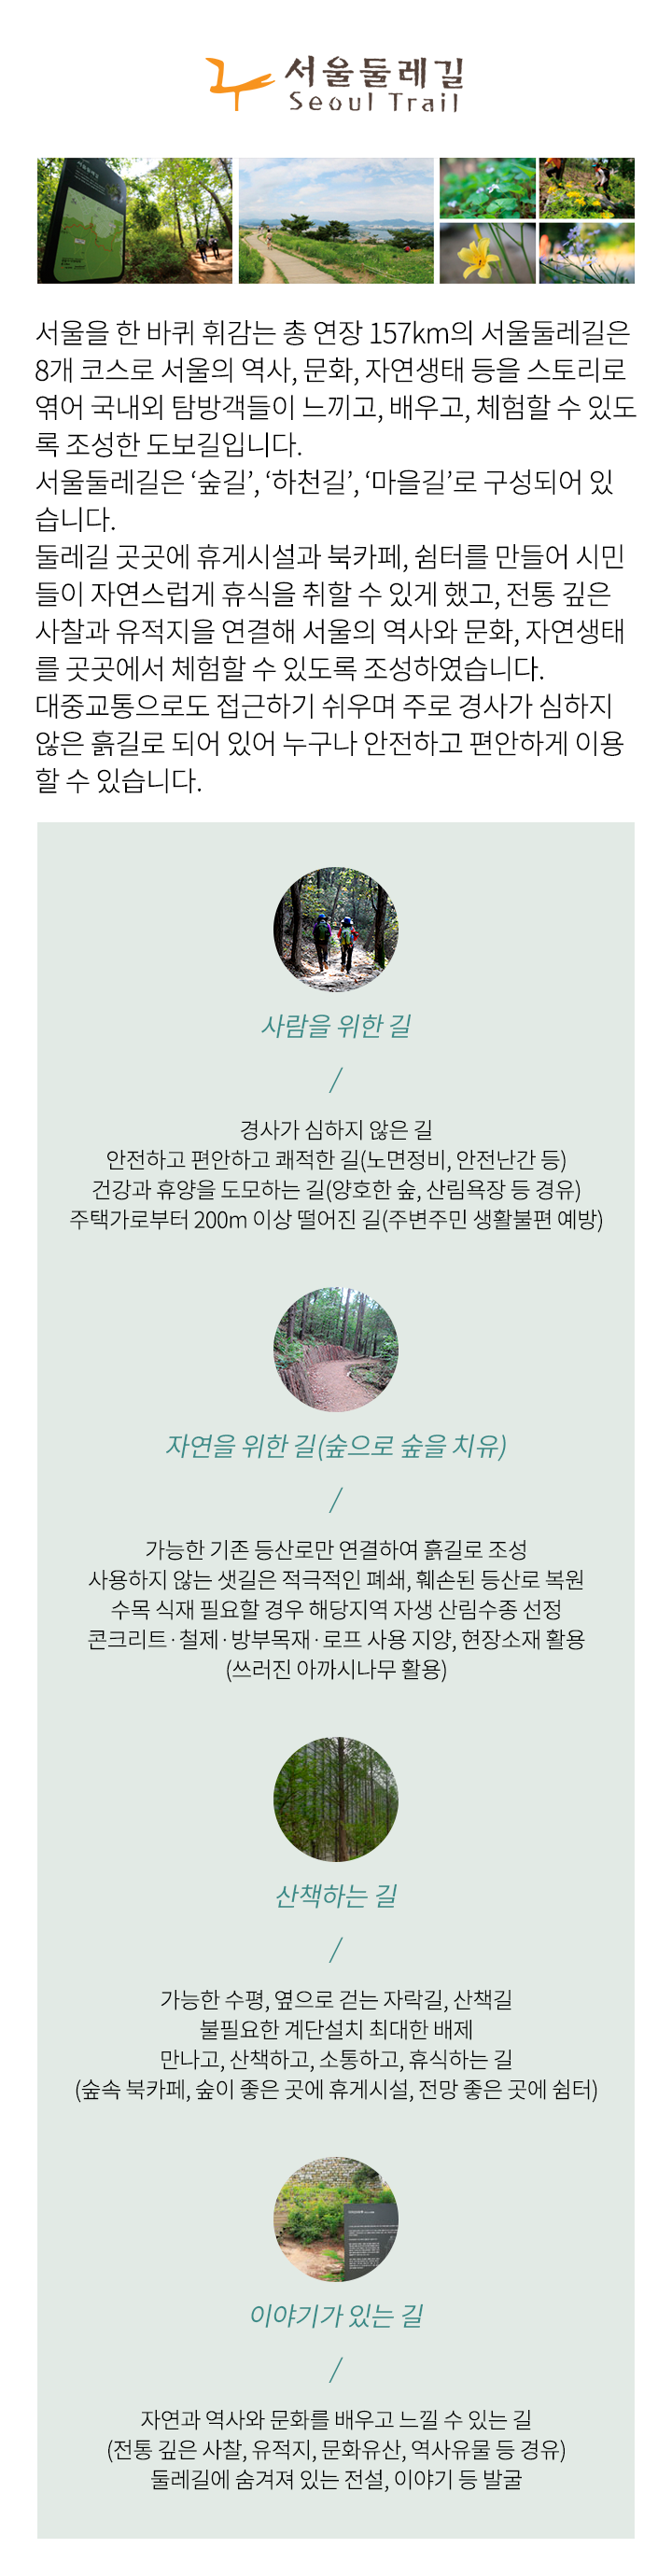 서울둘레길
Seoul Trail
서울을 한 바퀴 휘감는 총 연장 157km의 서울둘레길은
8개 코스로 서울의 역사, 문화, 자연생태 등을 스토리로
엮어 국내외 탐방객들이 느끼고, 배우고, 체험할 수 있도
록 조성한 도보길입니다.
서울둘레길은 ‘숲길’, ‘하천길’, ‘마을길’로 구성되어 있
습니다.
둘레길 곳곳에 휴게시설과 북카페, 쉼터를 만들어 시민
들이 자연스럽게 휴식을 취할 수 있게 했고, 전통 깊은
사찰과 유적지을 연결해 서울의 역사와 문화, 자연생태
를 곳곳에서 체험할 수 있도록 조성하였습니다.
대중교통으로도 접근하기 쉬우며 주로 경사가 심하지
않은 흙길로 되어 있어 누구나 안전하고 편안하게 이용
할 수 있습니다.
사람을 위한 길
/
경사가 심하지 않은 길
안전하고 편안하고 쾌적한 길(노면정비, 안전난간 등)
건강과 휴양을 도모하는 길(양호한 숲, 산림욕장 등 경유)
주택가로부터 200m 이상 떨어진 길(주변주민 생활불편 예방)
자연을 위한 길(숲으로 숲을 치유)
/
가능한 기존 등산로만 연결하여 흙길로 조성
사용하지 않는 샛길은 적극적인 폐쇄, 훼손된 등산로 복원
수목 식재 필요할 경우 해당지역 자생 산림수종 선정
콘크리트·철제·방부목재·로프 사용 지양, 현장소재 활용
(쓰러진 아까시나무 활용)
산책하는 길
/
가능한 수평, 옆으로 걷는 자락길, 산책길
불필요한 계단설치 최대한 배제
만나고, 산책하고, 소통하고, 휴식하는 길
(숲속 북카페, 숲이 좋은 곳에 휴게시설, 전망 좋은 곳에 쉼터)
이야기가 있는 길
/
자연과 역사와 문화를 배우고 느낄 수 있는 길
(전통 깊은 사찰, 유적지, 문화유산, 역사유물 등 경유)
둘레길에 숨겨져 있는 전설, 이야기 등 발굴